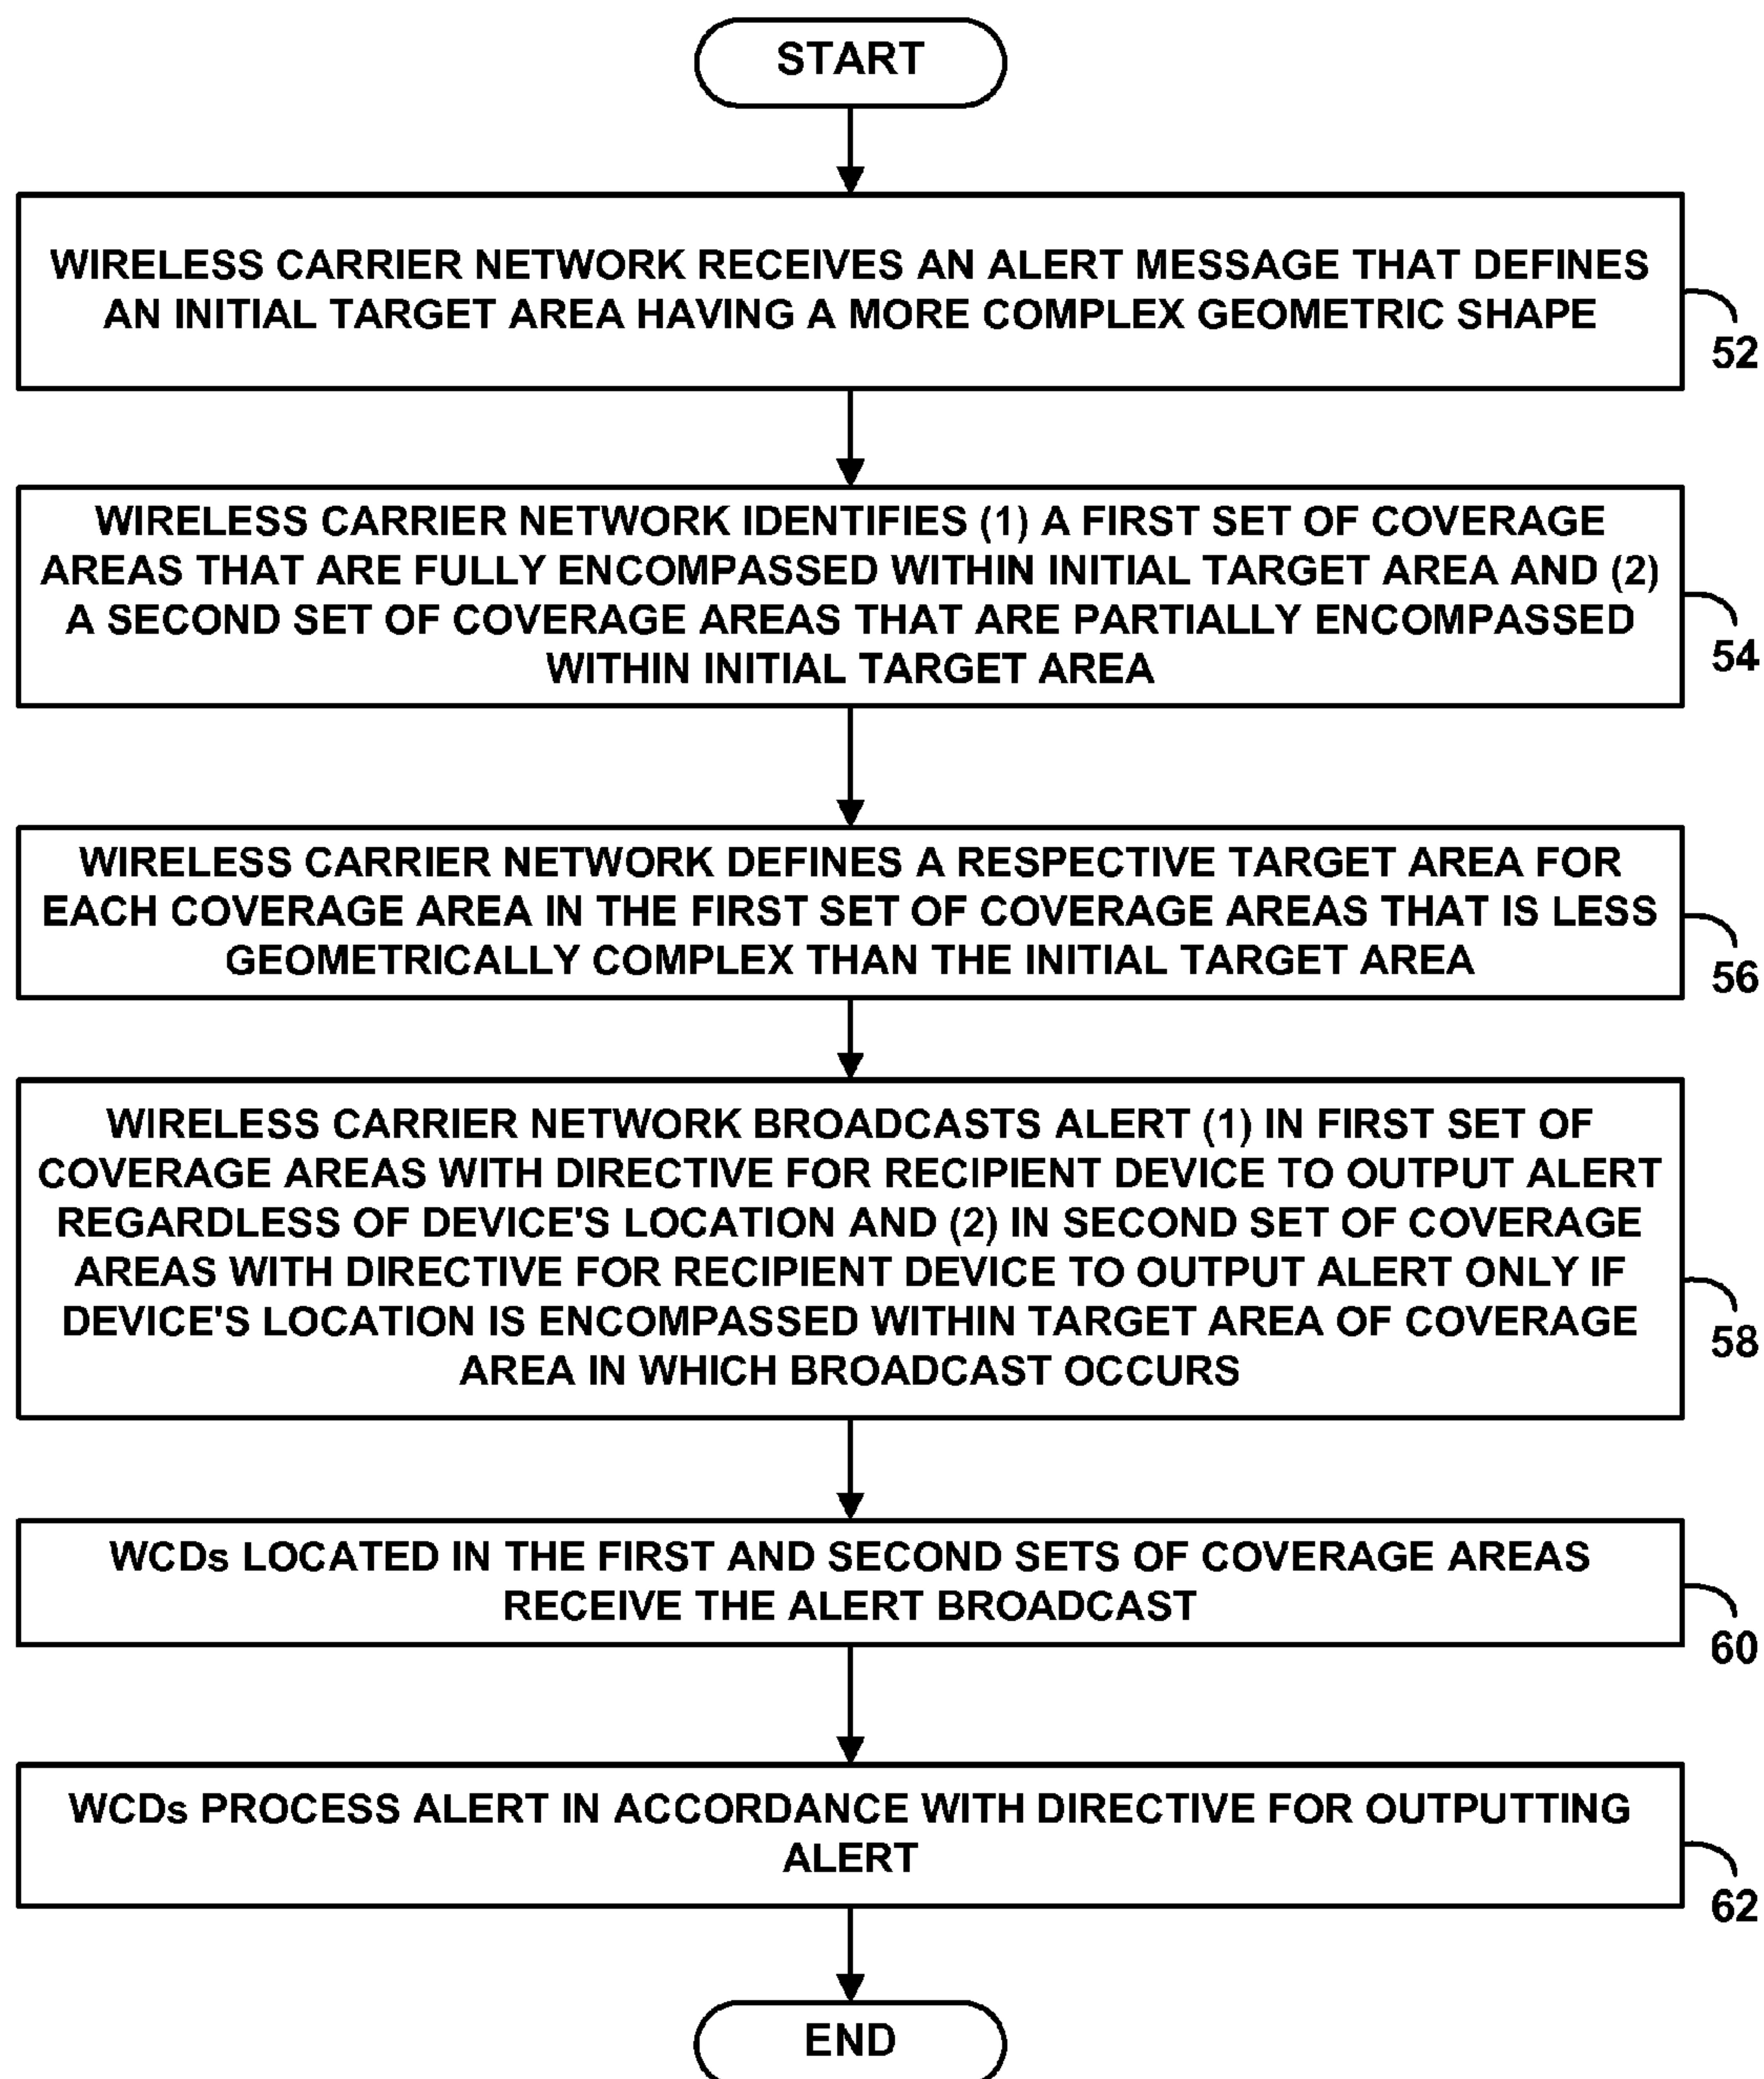 START
WIRELESS CARRIER NETWORK RECEIVES AN ALERT MESSAGE THAT DEFINES
AN INITIAL TARGET AREA HAVING A MORE COMPLEX GEOMETRIC SHAPE
52
WIRELESS CARRIER NETWORK IDENTIFIES (1) A FIRST SET OF COVERAGE
AREAS THAT ARE FULLY ENCOMPASSED WITHIN INITIAL TARGET AREA AND (2)
A SECOND SET OF COVERAGE AREAS THAT ARE PARTIALLY ENCOMPASSED
WITHIN INITIAL TARGET AREA
54
WIRELESS CARRIER NETWORK DEFINES A RESPECTIVE TARGET AREA FOR
EACH COVERAGE AREA IN THE FIRST SET OF COVERAGE AREAS THAT IS LESS
GEOMETRICALLY COMPLEX THAN THE INITIAL TARGET AREA
56
WIRELESS CARRIER NETWORK BROADCASTS ALERT (1) IN FIRST SET OF
COVERAGE AREAS WITH DIRECTIVE FOR RECIPIENT DEVICE TO OUTPUT ALERT
REGARDLESS OF DEVICE'S LOCATION AND (2) IN SECOND SET OF COVERAGE
AREAS WITH DIRECTIVE FOR RECIPIENT DEVICE TO OUTPUT ALERT ONLY IF
DEVICE'S LOCATION IS ENCOMPASSED WITHIN TARGET AREA OF COVERAGE
AREA IN WHICH BROADCAST OCCURS
58
WCDs LOCATED IN THE FIRST AND SECOND SETS OF COVERAGE AREAS
RECEIVE THE ALERT BROADCAST
60
WCDs PROCESS ALERT IN ACCORDANCE WITH DIRECTIVE FOR OUTPUTTING
ALERT
62
END